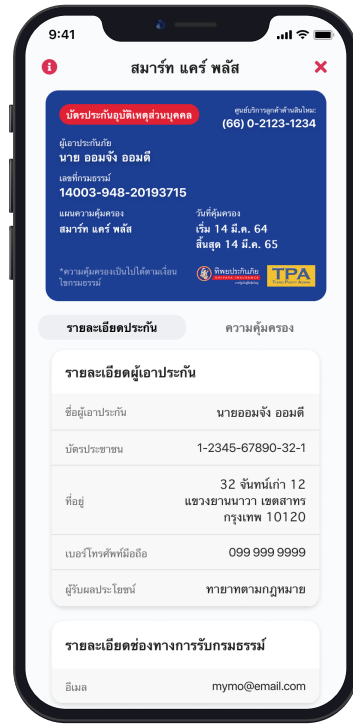 9:41
สมาร์ท แคร์ พลัส
บัตรประกันอุบัติเหตุส่วนบุคคล
ศูนย์บริการลูกค้าด้านสินไหม:
(66) 0-2123-1234
ผู้เอาประกันภัย
นาย ออมจัง ออมดี
เลขที่กรมธรรม์
14003-948-20193715
แผนความคุ้มครอง
วันที่คุ้มครอง
สมาร์ท แคร์ พลัส
เริ่ม 14 มี.ค. 64
สิ้นสุด 14 มี.ค. 65
*ความคุ้มครองเป็นไปได้ตามเงื่อน
ไขกรมธรรม์
ทิพยประกันภัย
DHIPAYA INSURANCE
TPA
รายละเอียดประกัน
ความคุ้มครอง
รายละเอียดผู้เอาประกัน
ชื่อผู้เอาประกัน
นายออมจัง ออมดี
บัตรประชาชน
1-2345-67890-32-1
ที่อยู่
32 จันทน์เก่า 12
แขวงยานนาวา เขตสาทร
กรุงเทพ 10120
เบอร์โทรศัพท์มือถือ
099 999 9999
ผู้รับผลประโยชน์
ทายาทตามกฎหมาย
รายละเอียดช่องทางการรับกรมธรรม์
อีเมล
mymo@email.com